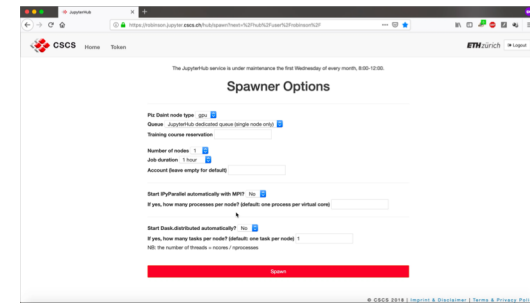 JupyterHub
https://robinson.jupyter.cscs.ch/hub/spawn?next=%2Fhub%2Fuser%2Frobinson%2F
CSCS Home Token ETHzürich Logout
The JupyterHub service is under maintenance the first Wednesday of every month, 8:00-12:00.
Spawner Options
Piz Daint node type gpu
Queue JupyterHub dedicated queue (single node only)
Training course reservation
Number of nodes 1
Job duration 1 hour
Account (leave empty for default)
Start IPyParallel automatically with MPI? No
If yes, how many processes per node? (default: one process per virtual core)
Start Dask.distributed automatically? No
If yes, how many tasks per node? (default: one task per node) 1
NB: the number of threads = ncores / nprocesses
Spawn
© CSCS 2018 | Imprint & Disclaimer | Terms & Privacy Pol